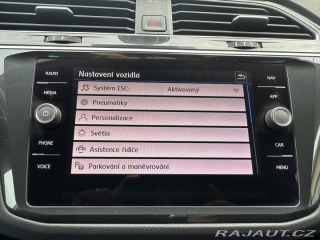 Nastavení vozidla
RADIO
MEDIA
PHONE
VOICE
Systém ESC: Aktivovaný
Pneumatiky
Personalizace
Světla
Asistence řidiče
Parkování a manévrování
NAV
APP
CAR
MENU
RAJAUT.CZ